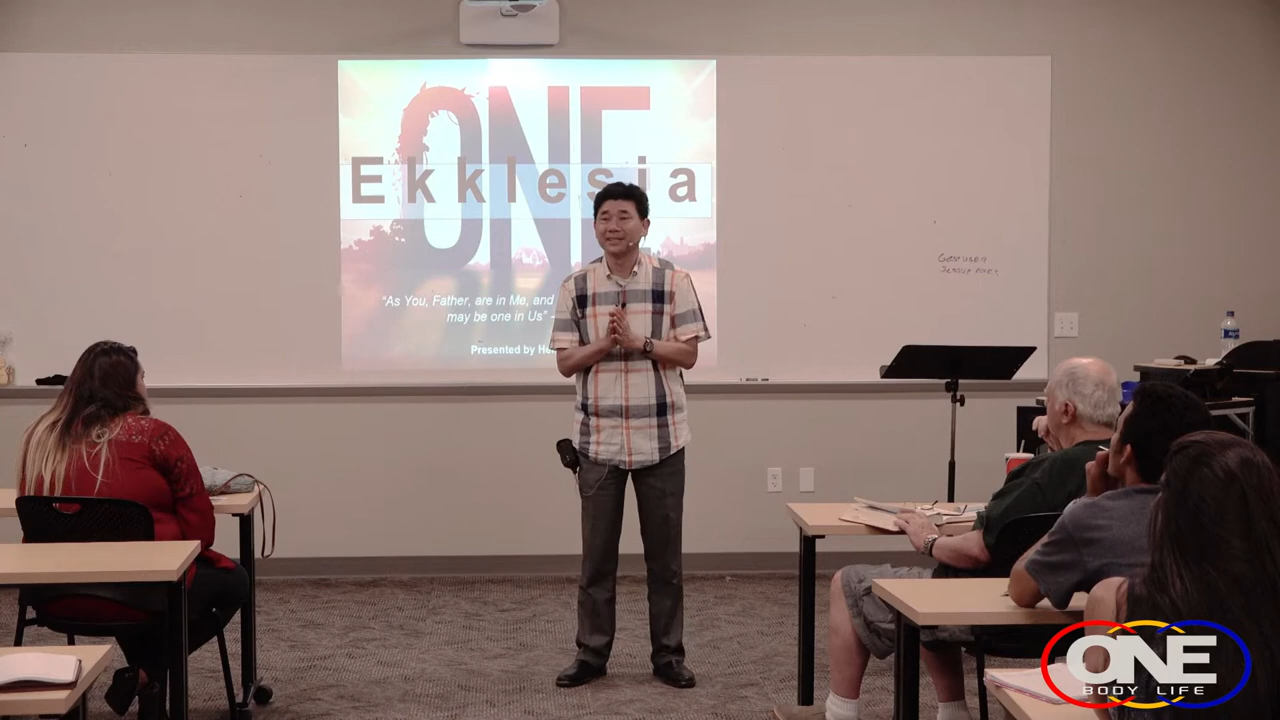 ONE
Ekklesia
“As You, Father, are in Me, and
may be one in Us” -
Presented by He
ONE
BODY LIFE